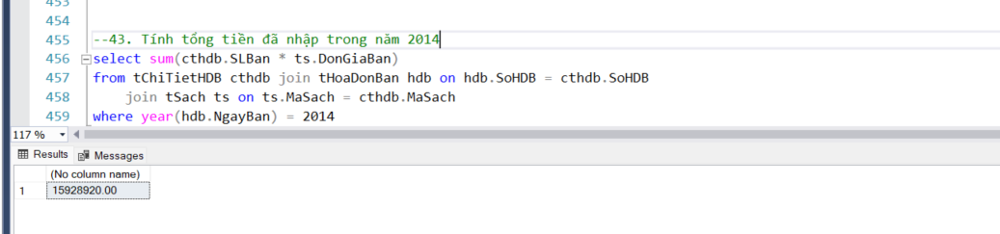 453
454
455 --43. Tính tổng tiền đã nhập trong năm 2014
456 select sum(cthdb.SLBan * ts.DonGiaBan)
457 from tChiTietHDB cthdb join tHoaDonBan hdb on hdb.SoHDB = cthdb.SoHDB
458 join tSach ts on ts.MaSach = cthdb.MaSach
459 where year(hdb.NgayBan) = 2014
117 %
Results Messages
(No column name)
1 15928920.00